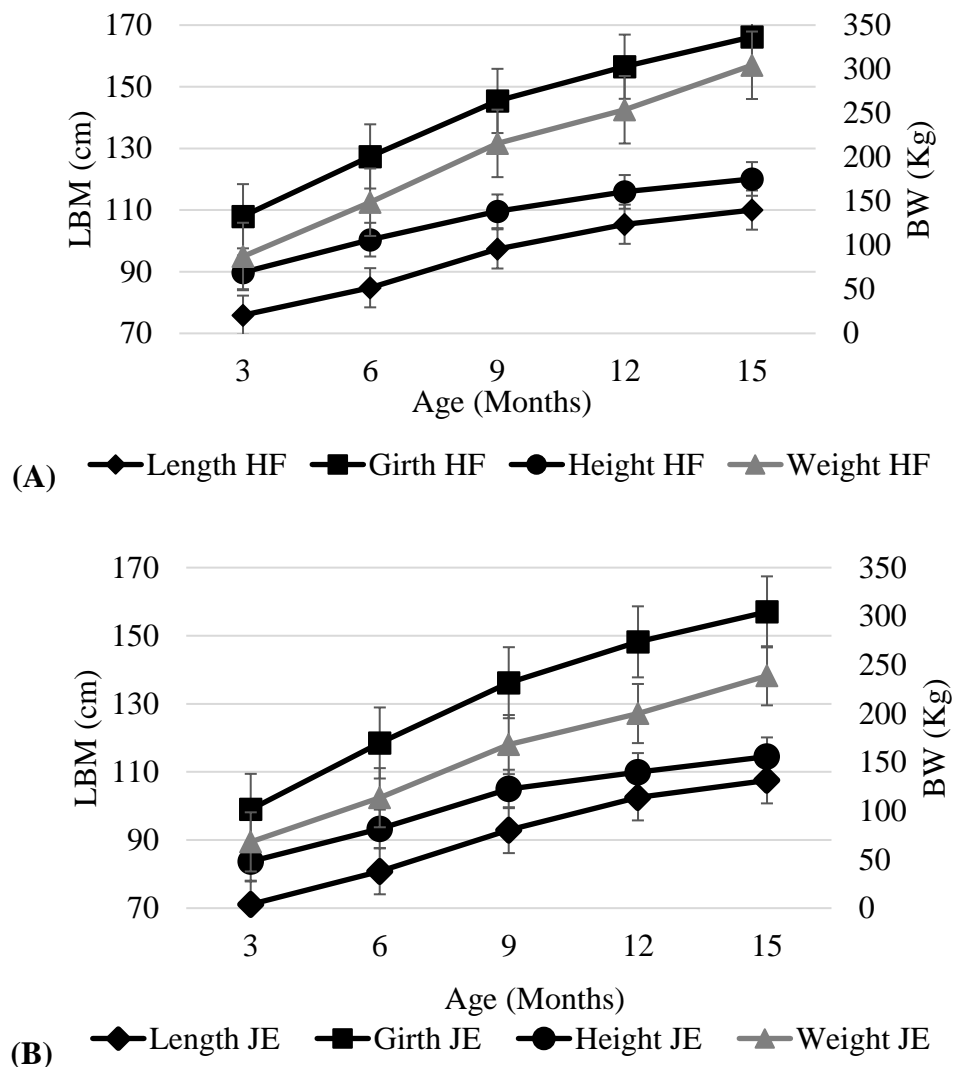 170 350
150 300
130 250
110 200
90 150
70 100
50
0
LBM (cm)
BW (Kg)
3 6 9 12 15
Age (Months)
(A) Length HF Girth HF Height HF Weight HF
170 350
150 300
130 250
110 200
90 150
70 100
50
0
LBM (cm)
BW (Kg)
3 6 9 12 15
Age (Months)
(B) Length JE Girth JE Height JE Weight JE